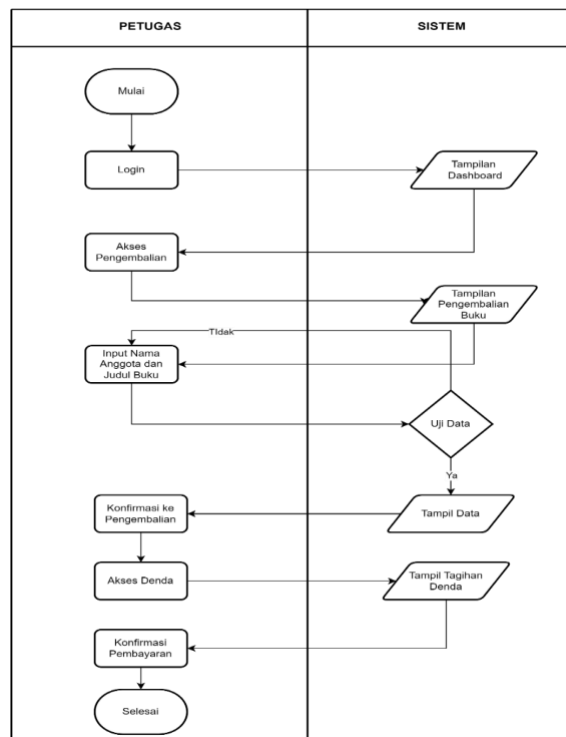 PETUGAS
SISTEM
Mulai
Login
Tampilan
Dashboard
Akses
Pengembalian
Tampilan
Pengembalian
Buku
TIdak
Input Nama
Anggota dan
Judul Buku
Uji Data
Ya
Konfirmasi ke
Pengembalian
Tampil Data
Akses Denda
Tampil Tagihan
Denda
Konfirmasi
Pembayaran
Selesai